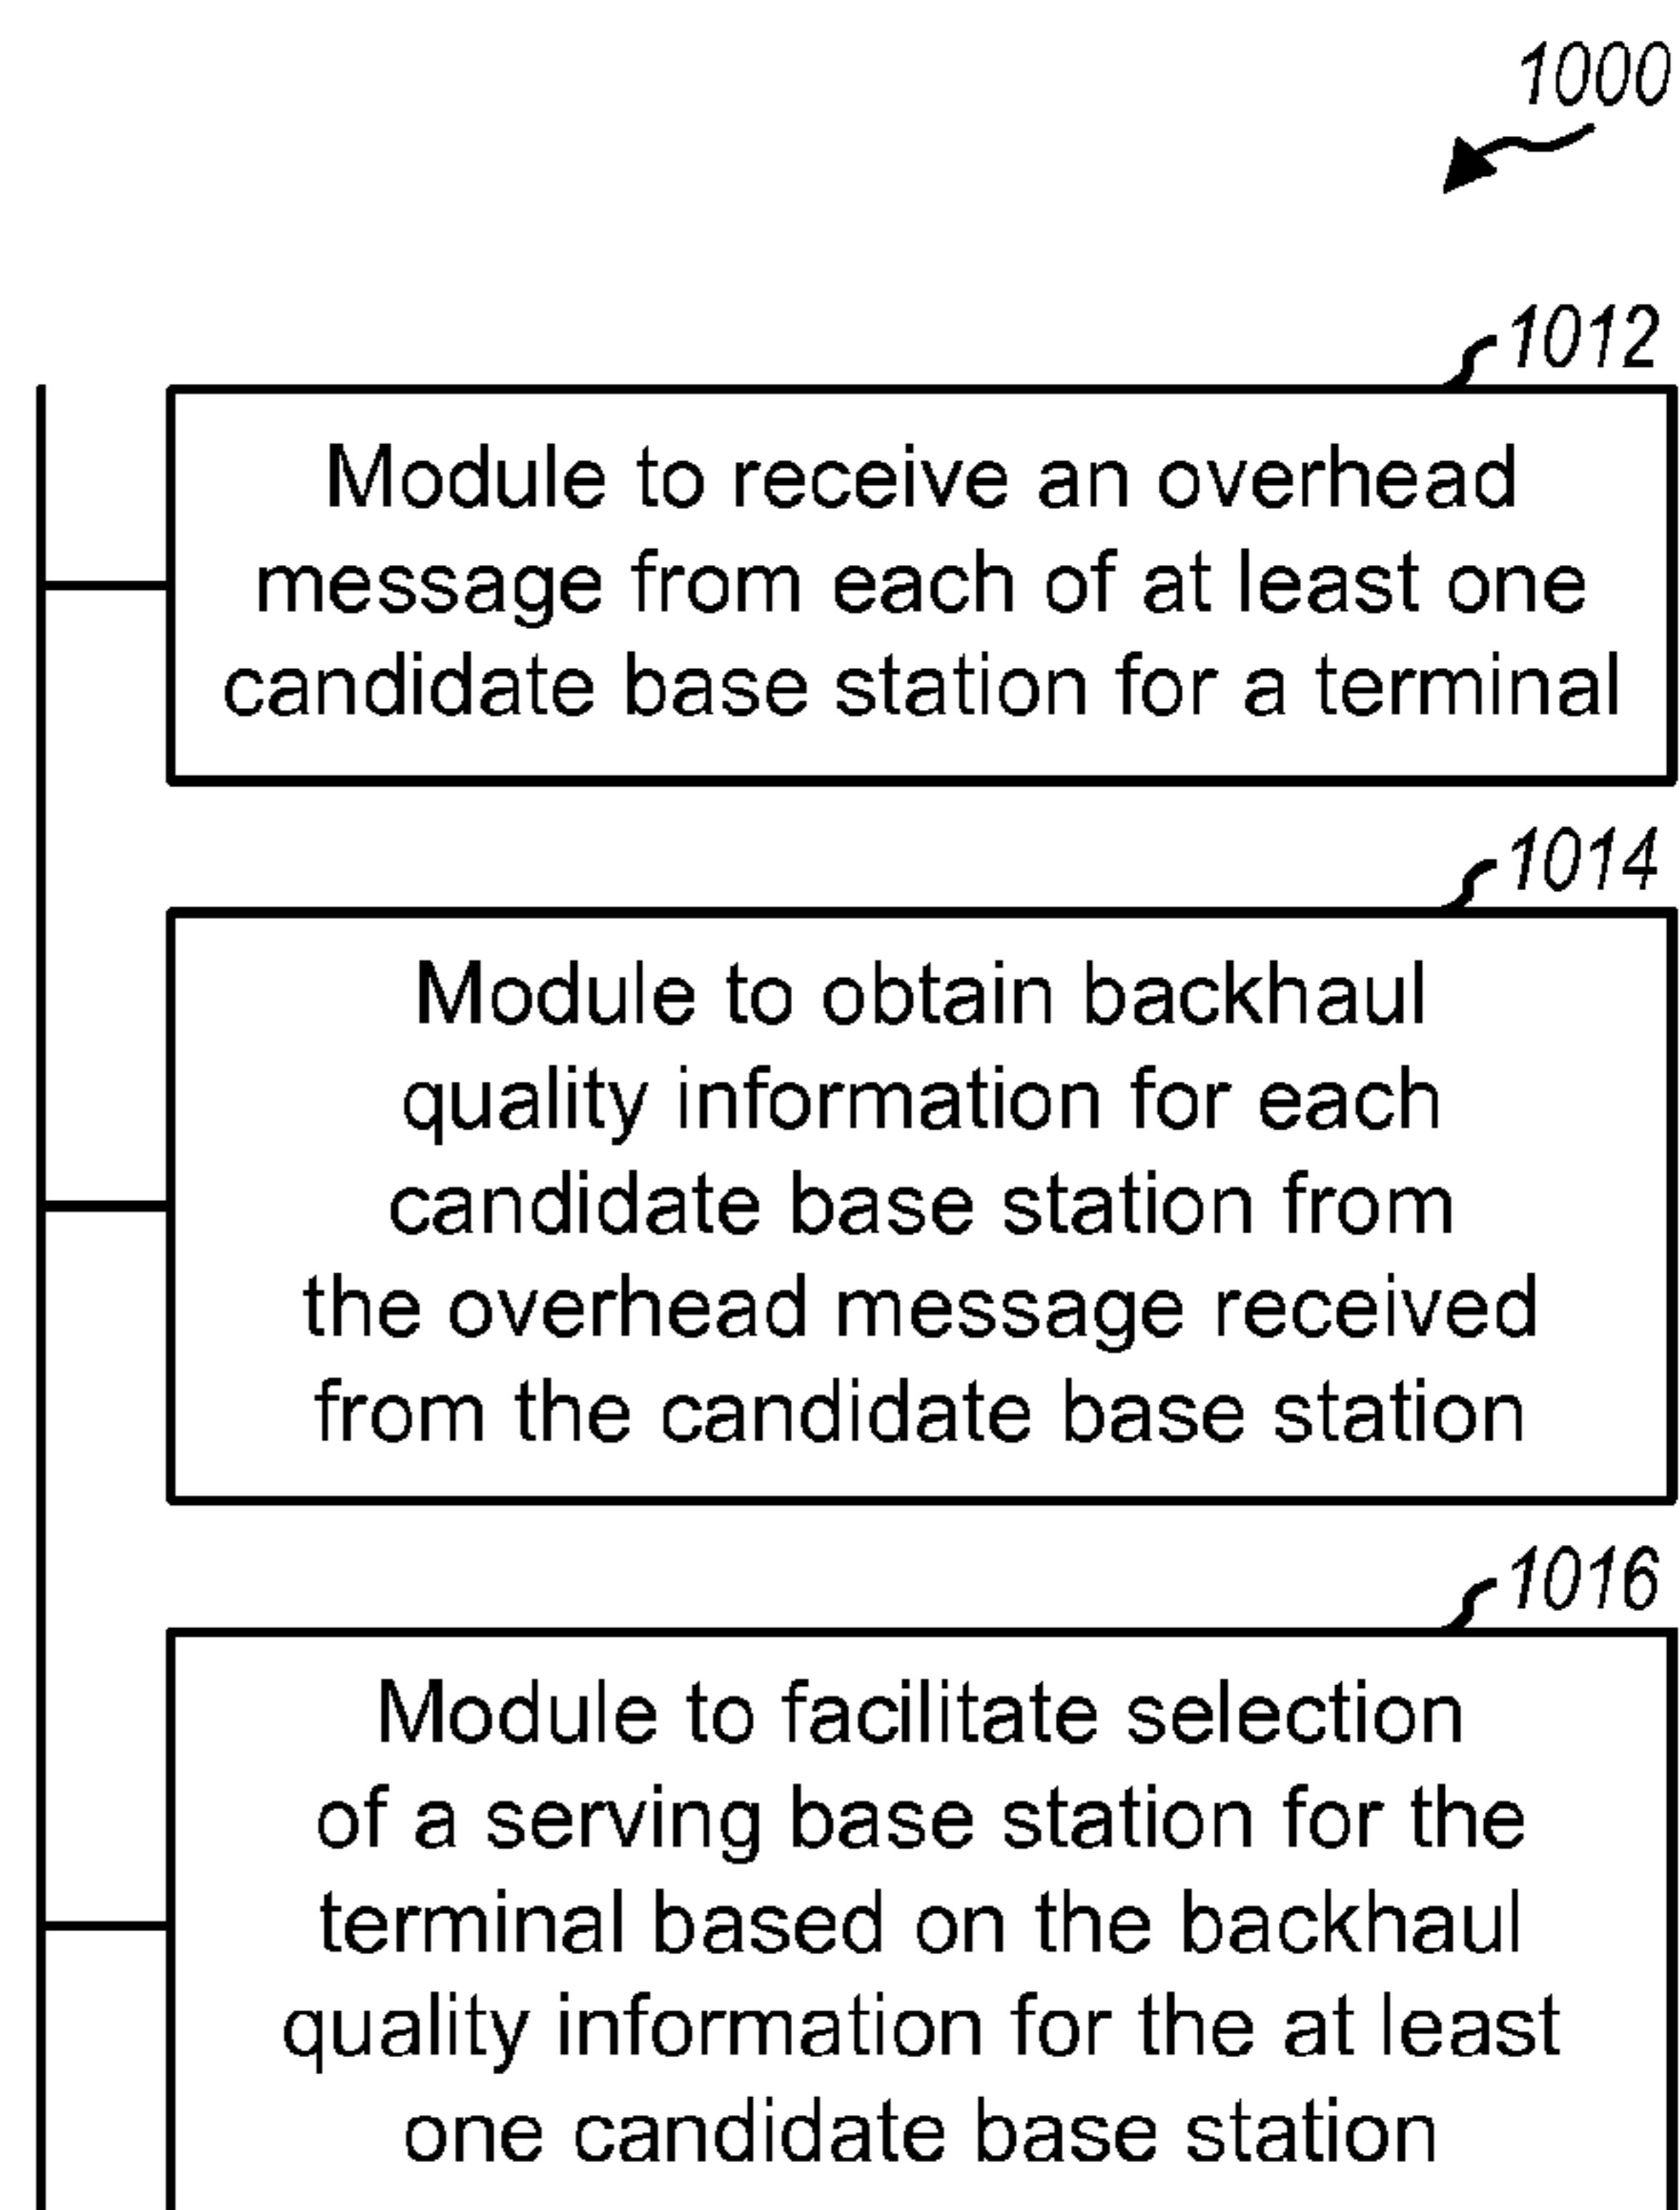 1000
1012
Module to receive an overhead
message from each of at least one
candidate base station for a terminal
1014
Module to obtain backhaul
quality information for each
candidate base station from
the overhead message received
from the candidate base station
1016
Module to facilitate selection
of a serving base station for the
terminal based on the backhaul
quality information for the at least
one candidate base station